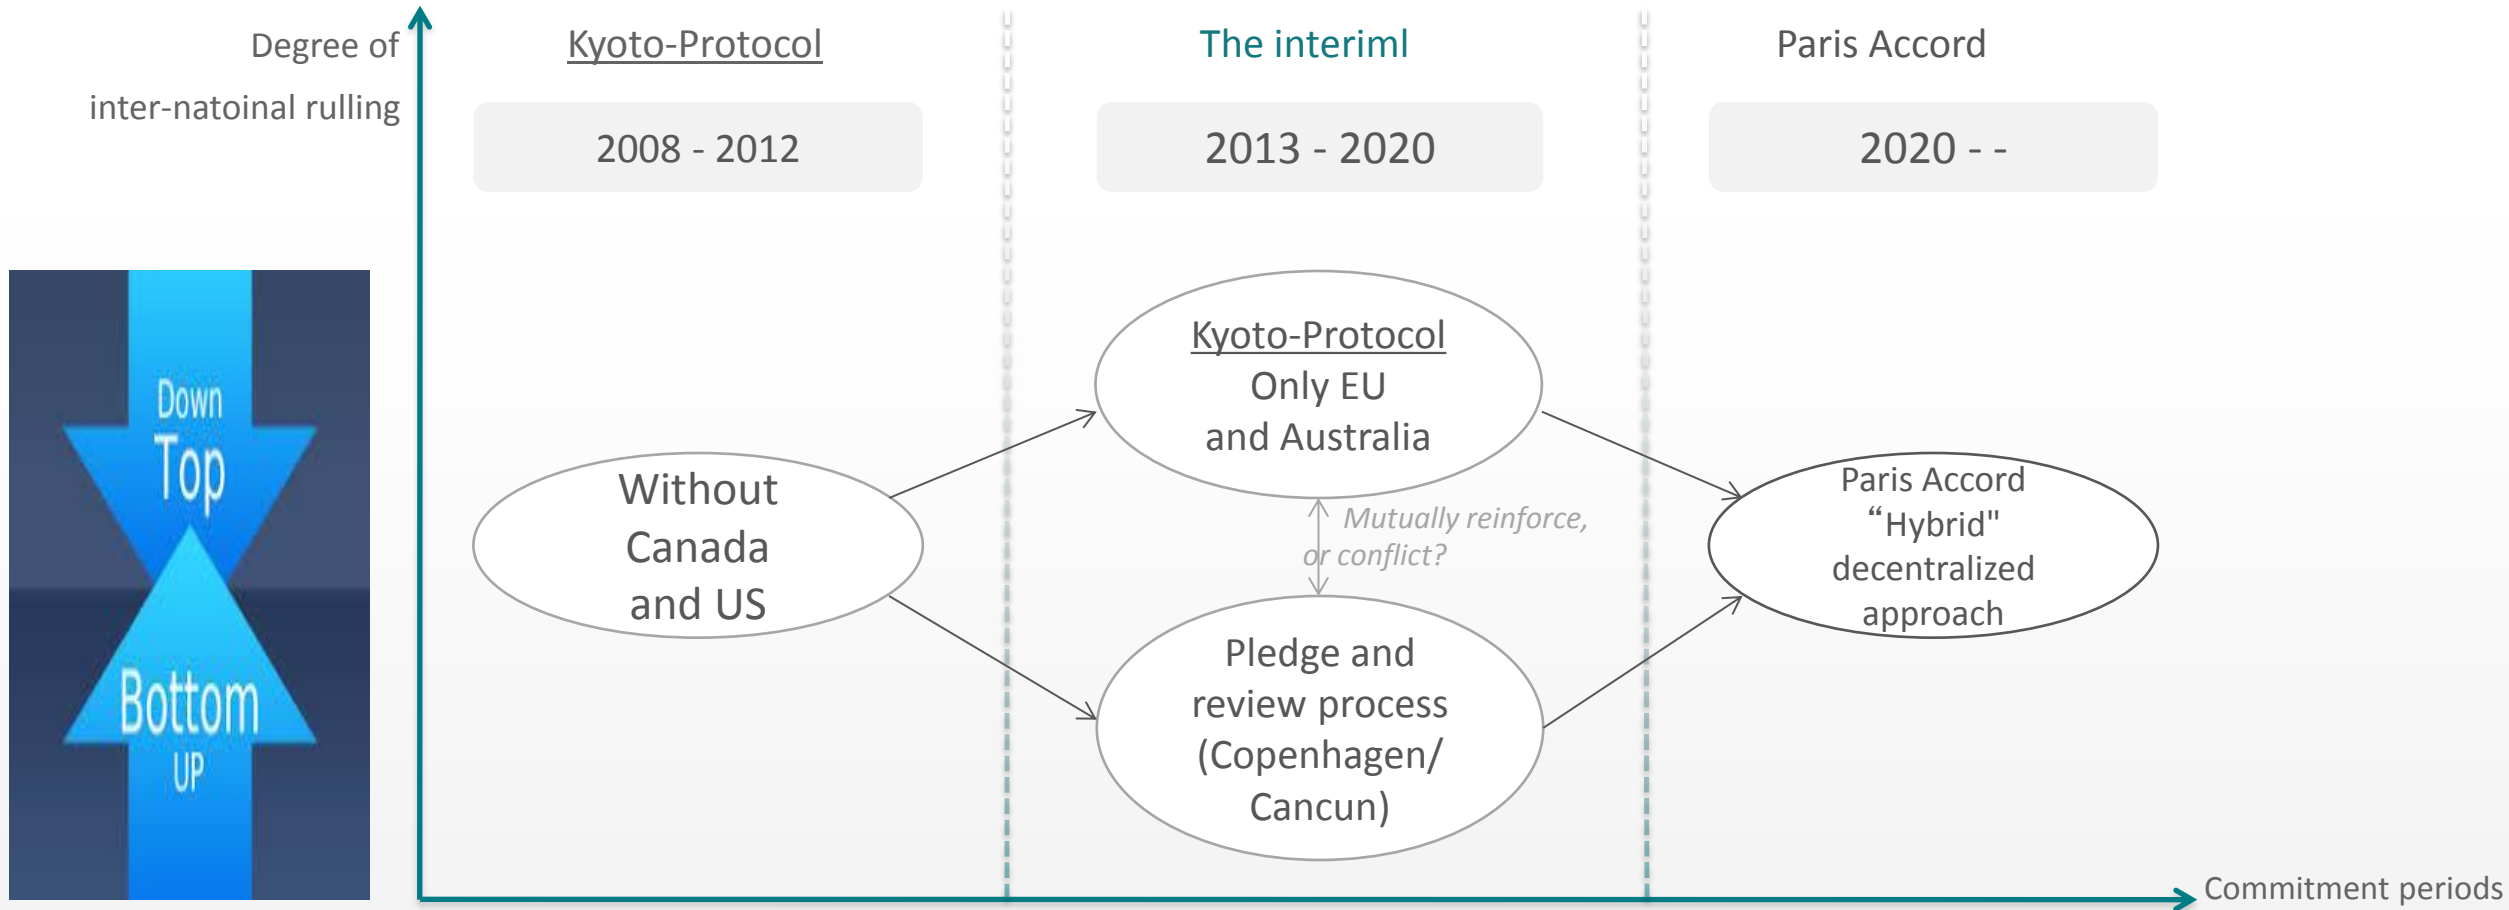 Degree of
inter-natoinal rulling
Kyoto-Protocol
The interiml
Paris Accord
2008 - 2012
2013 - 2020
2020 - -
Down
Top
Bottom
UP
Without
Canada
and US
Kyoto-Protocol
Only EU
and Australia
Mutually reinforce,
or conflict?
Pledge and
review process
(Copenhagen/
Cancun)
Paris Accord
“Hybrid"
decentralized
approach
Commitment periods